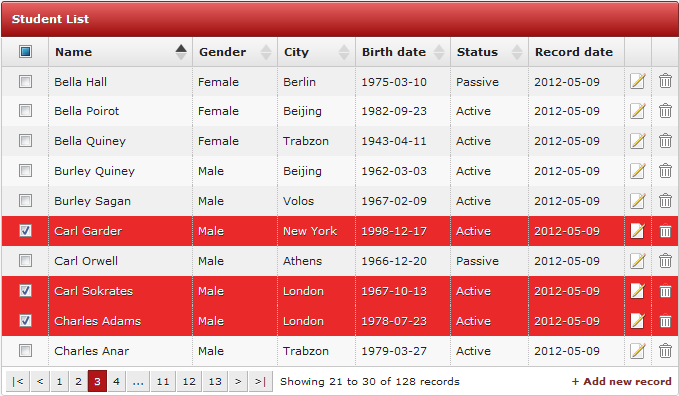 Student List
Name Gender City Birth date Status Record date
Bella Hall Female Berlin 1975-03-10 Passive 2012-05-09
Bella Poirot Female Beijing 1982-09-23 Active 2012-05-09
Bella Quiney Female Trabzon 1943-04-11 Active 2012-05-09
Burley Quiney Male Beijing 1962-03-03 Active 2012-05-09
Burley Sagan Male Volos 1967-02-09 Active 2012-05-09
Carl Garder Male New York 1998-12-17 Active 2012-05-09
Carl Orwell Male Athens 1966-12-20 Passive 2012-05-09
Carl Sokrates Male London 1967-10-13 Active 2012-05-09
Charles Adams Male London 1978-07-23 Active 2012-05-09
Charles Anar Male Trabzon 1979-03-27 Active 2012-05-09
|< < 1 2 3 4 ... 11 12 13 > >| Showing 21 to 30 of 128 records + Add new record